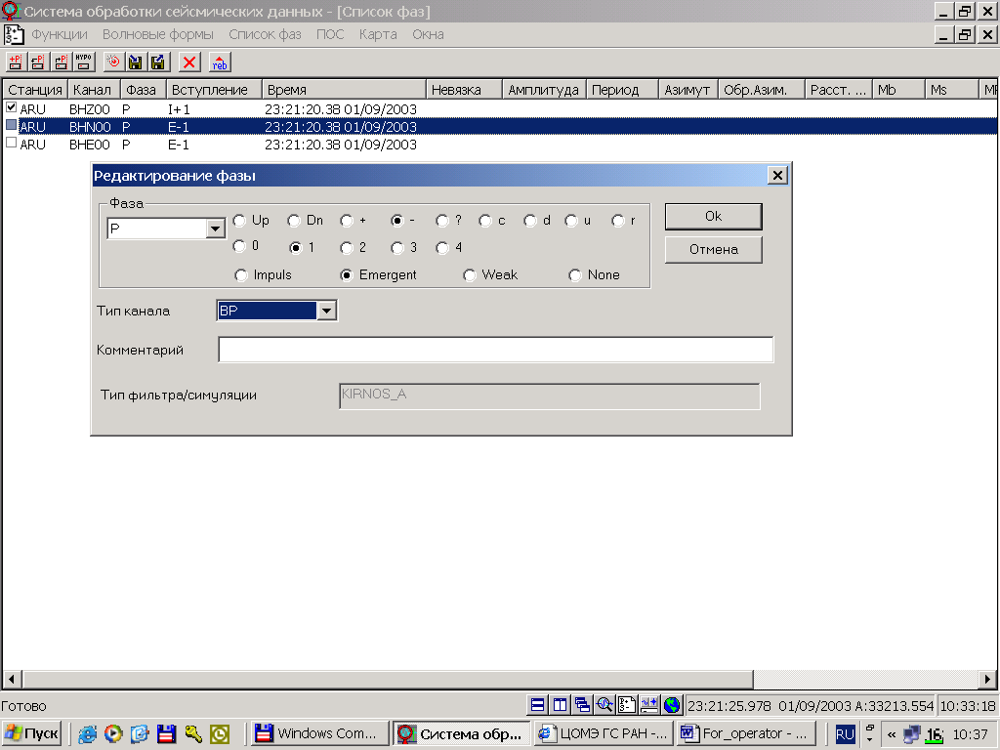 Система обработки сейсмических данных - [Список фаз]
Функции Волновые формы Список фаз ПОС Карта Окна
+P ←P ↱P HYPO reb
Станция Канал Фаза Вступление Время Невязка Амплитуда Период Азимут Обр.Азим. Расст. ... Mb Ms
ARU BHZ00 P I+1 23:21:20.38 01/09/2003
ARU BHN00 P E-1 23:21:20.38 01/09/2003
ARU BHE00 P E-1 23:21:20.38 01/09/2003
Редактирование фазы
Фаза
P Up Dn + - ? c d u r Ok
0 1 2 3 4 Отмена
Impuls Emergent Weak None
Тип канала BP
Комментарий
Тип фильтра/симуляции KIRNOS_A
Готово 23:21:25.978 01/09/2003 A:33213.554 10:33:18
Пуск Windows Com... Система обр... ЦОМЭ ГС РАН -... For_operator - ... RU « 16 10:37